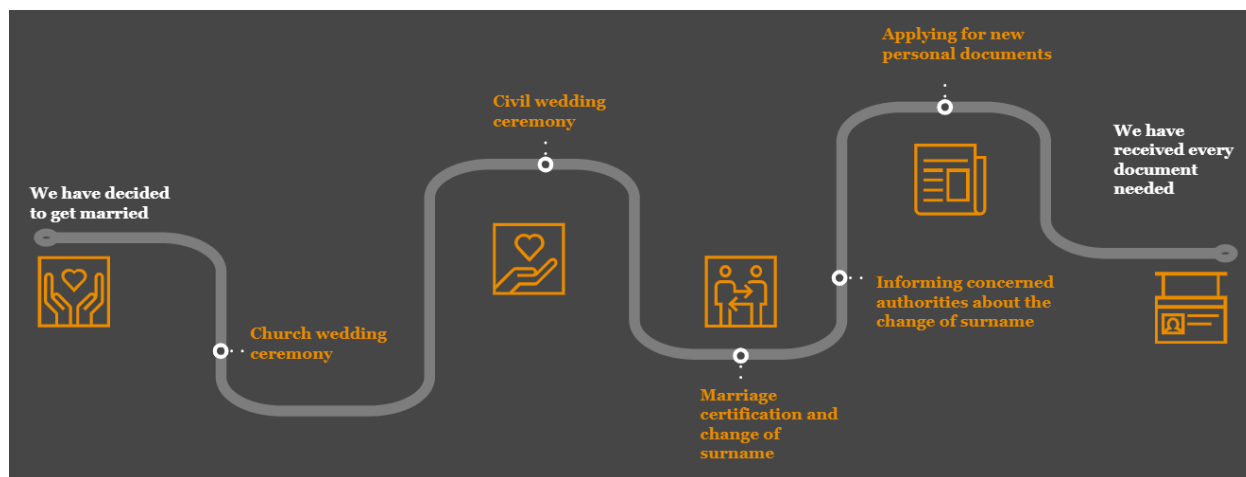 We have decided
to get married
Church wedding
ceremony
Civil wedding
ceremony
Marriage
certification and
change of
surname
Informing concerned
authorities about the
change of surname
Applying for new
personal documents
We have
received every
document
needed